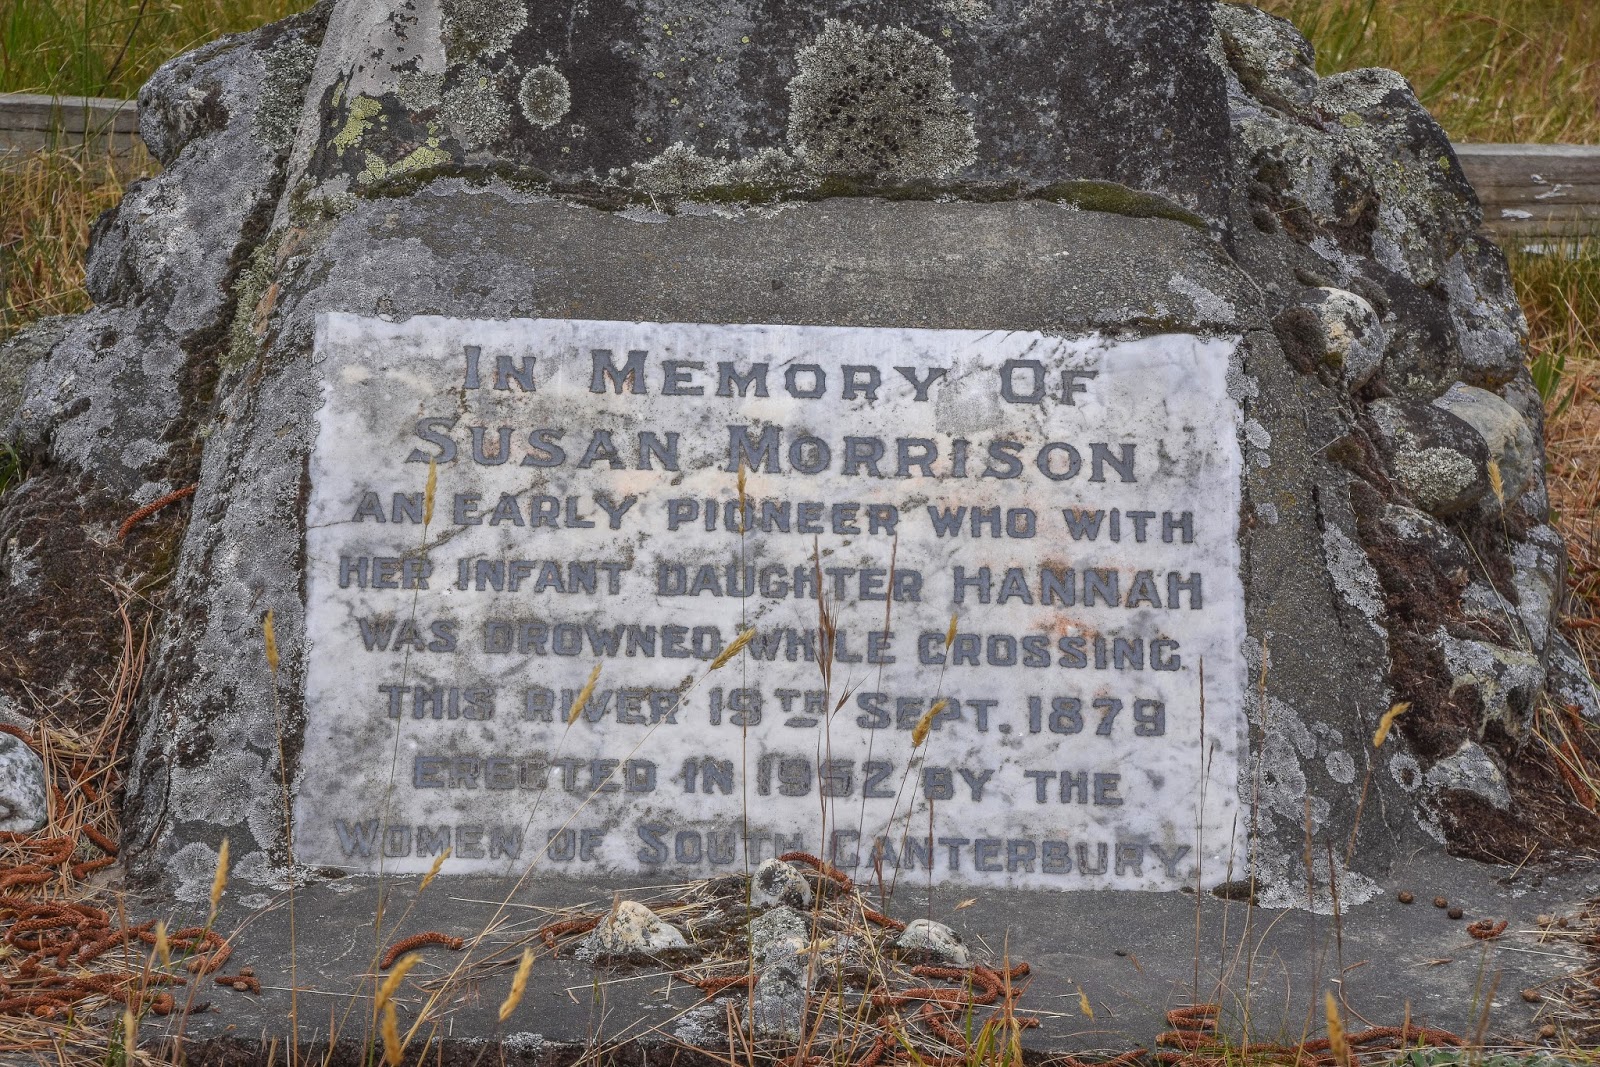 In Memory Of
Susan Morrison
AN EARLY PIONEER WHO WITH
HER INFANT DAUGHTER HANNAH
WAS DROWNED WHILE CROSSING
THIS RIVER 19TH SEPT. 1879
ERECTED IN 1952 BY THE
WOMEN OF SOUTH CANTERBURY